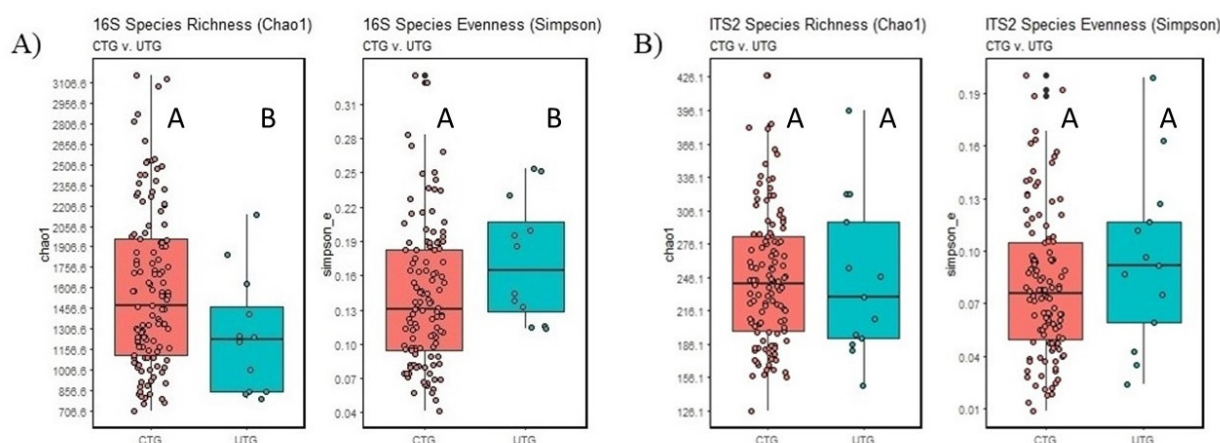 A)
16S Species Richness (Chao1)
CTG v. UTG
chao1
3106.6
2956.6
2806.6
2656.6
2506.6
2356.6
2206.6
2056.6
1906.6
1756.6
1606.6
1456.6
1306.6
1156.6
1006.6
856.6
706.6
A
B
CTG
UTG
16S Species Evenness (Simpson)
CTG v. UTG
simpson_e
0.31
0.28
0.25
0.22
0.19
0.16
0.13
0.10
0.07
0.04
A
B
CTG
UTG
B)
ITS2 Species Richness (Chao1)
CTG v. UTG
chao1
426.1
396.1
366.1
336.1
306.1
276.1
246.1
216.1
186.1
156.1
126.1
A
A
CTG
UTG
ITS2 Species Evenness (Simpson)
CTG v. UTG
simpson_e
0.19
0.16
0.13
0.10
0.07
0.04
0.01
A
A
CTG
UTG